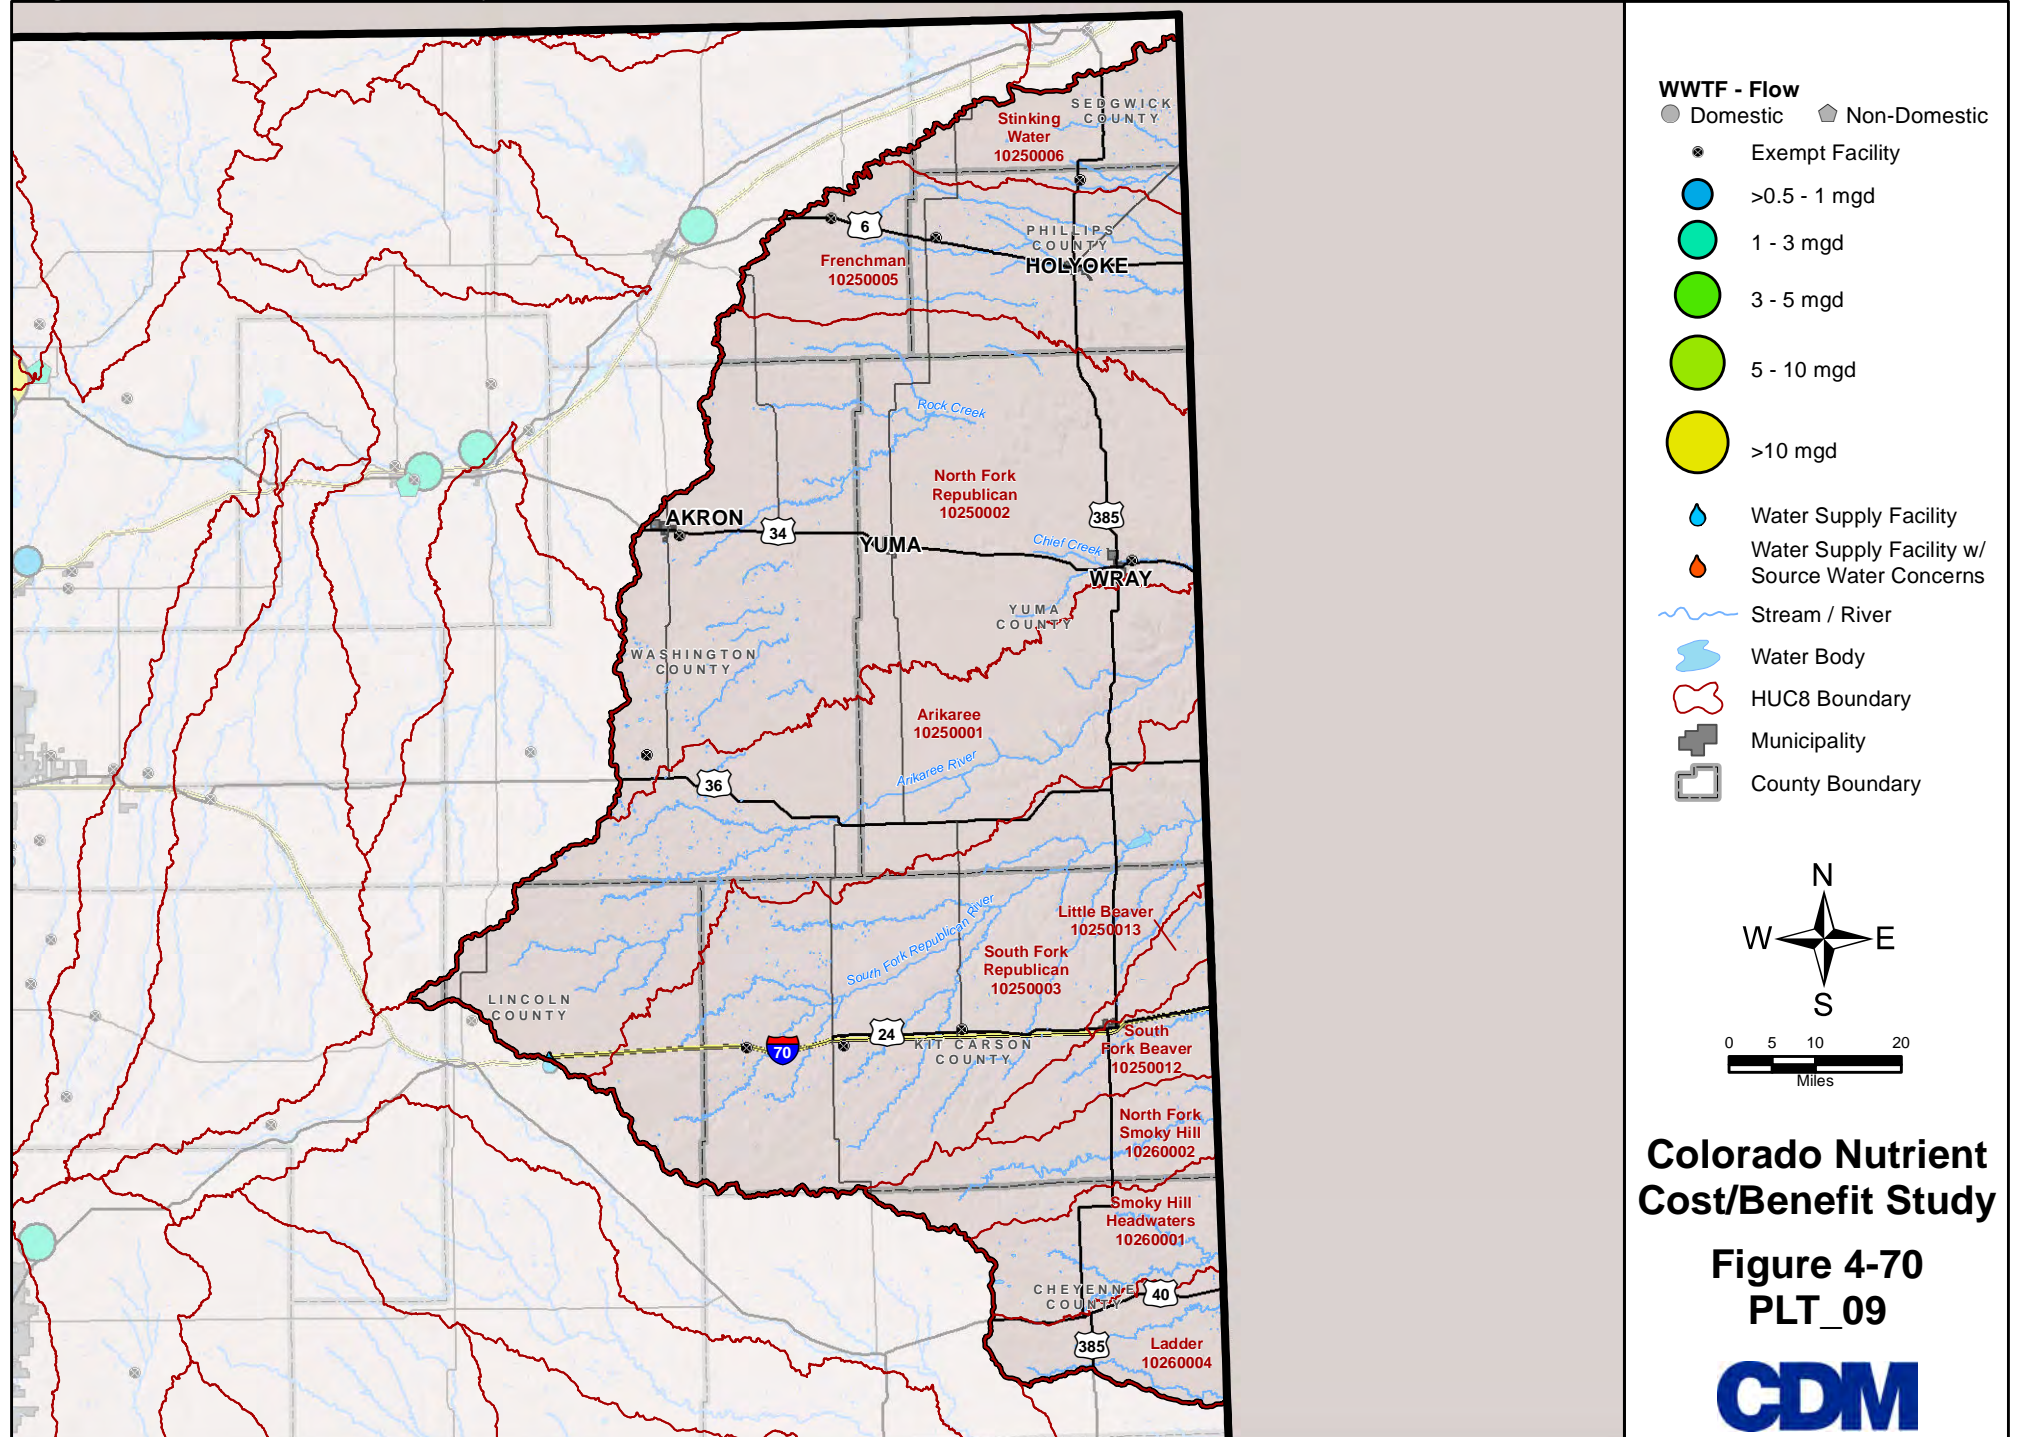 SEDGWICK
COUNTY
Stinking
Water
10250006
6
PHILLIPS
COUNTY
HOLYOKE
Frenchman
10250005
Rock Creek
North Fork
Republican
10250002
385
AKRON
34
YUMA
Chief Creek
WRAY
YUMA
COUNTY
WASHINGTON
COUNTY
Arikaree
10250001
Arikaree River
36
Little Beaver
10250013
South Fork Republican River
South Fork
Republican
10250003
LINCOLN
COUNTY
24
70
KIT CARSON
COUNTY
South
Fork Beaver
10250012
North Fork
Smoky Hill
10260002
Smoky Hill
Headwaters
10260001
CHEYENNE
COUNTY
40
385
Ladder
10260004
WWTF - Flow
Domestic Non-Domestic
Exempt Facility
>0.5 - 1 mgd
1 - 3 mgd
3 - 5 mgd
5 - 10 mgd
>10 mgd
Water Supply Facility
Water Supply Facility w/
Source Water Concerns
Stream / River
Water Body
HUC8 Boundary
Municipality
County Boundary
N
W E
S
0 5 10 20
Miles
Colorado Nutrient
Cost/Benefit Study
Figure 4-70
PLT_09
CDM